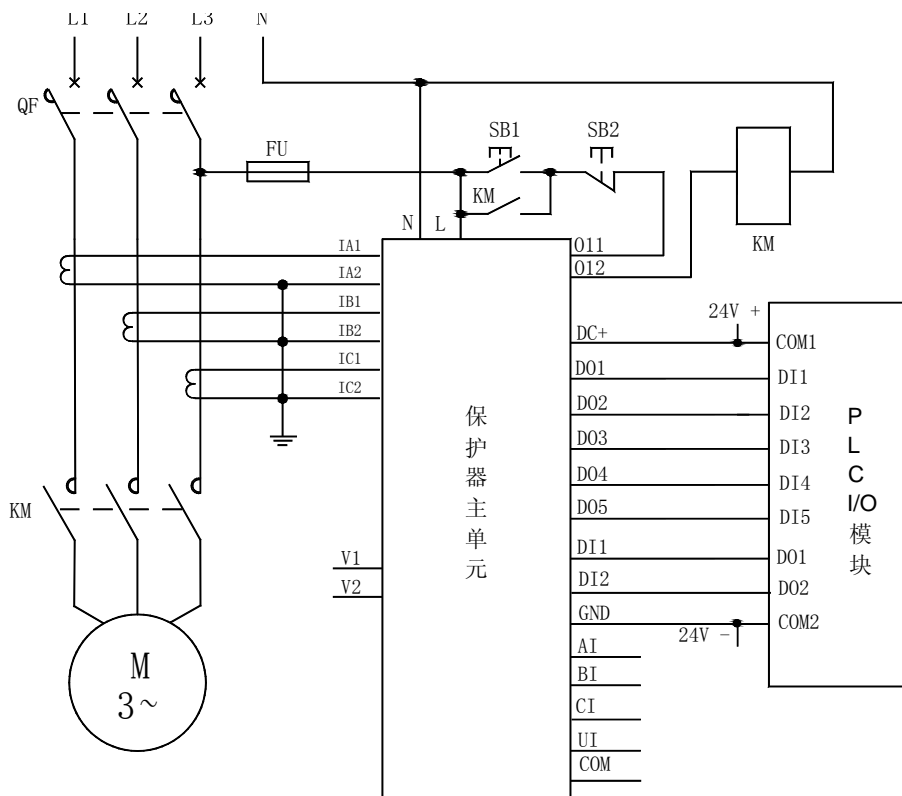 L1 L2 L3 N
QF
FU
SB1 SB2
KM
KM
N L
IA1
IA2
IB1
IB2
IC1
IC2
V1
V2
KM
M
3~
保护器主单元
O11
O12
DC+
DO1
DO2
DO3
DO4
DO5
DI1
DI2
GND
AI
BI
CI
UI
COM
24V +
24V -
COM1
DI1
DI2
DI3
DI4
DI5
DO1
DO2
COM2
PLC I/O模块